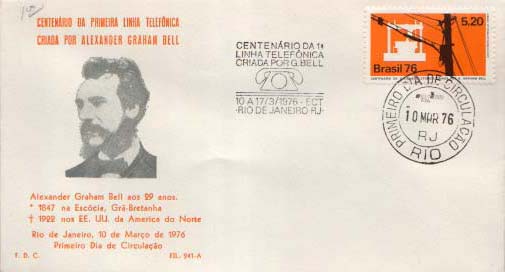 CENTENÁRIO DA PRIMEIRA LINHA TELEFÔNICA
CRIADA POR ALEXANDER GRAHAM BELL
CENTENÁRIO DA 1ª
LINHA TELEFÔNICA
CRIADA POR G. BELL
10 A 17/3/1976 - ECT
-RIO DE JANEIRO-RJ-
5,20
Brasil 76
PRIMEIRO DIA DE CIRCULAÇÃO
10 MAR 76
RJ
RIO
Alexander Graham Bell aos 29 anos.
* 1847 na Escócia, Grã-Bretanha
† 1922 nos EE. UU. da America do Norte
Rio de Janeiro, 10 de Março de 1976
Primeiro Dia de Circulação
F. D. C.
FIL. 941-A